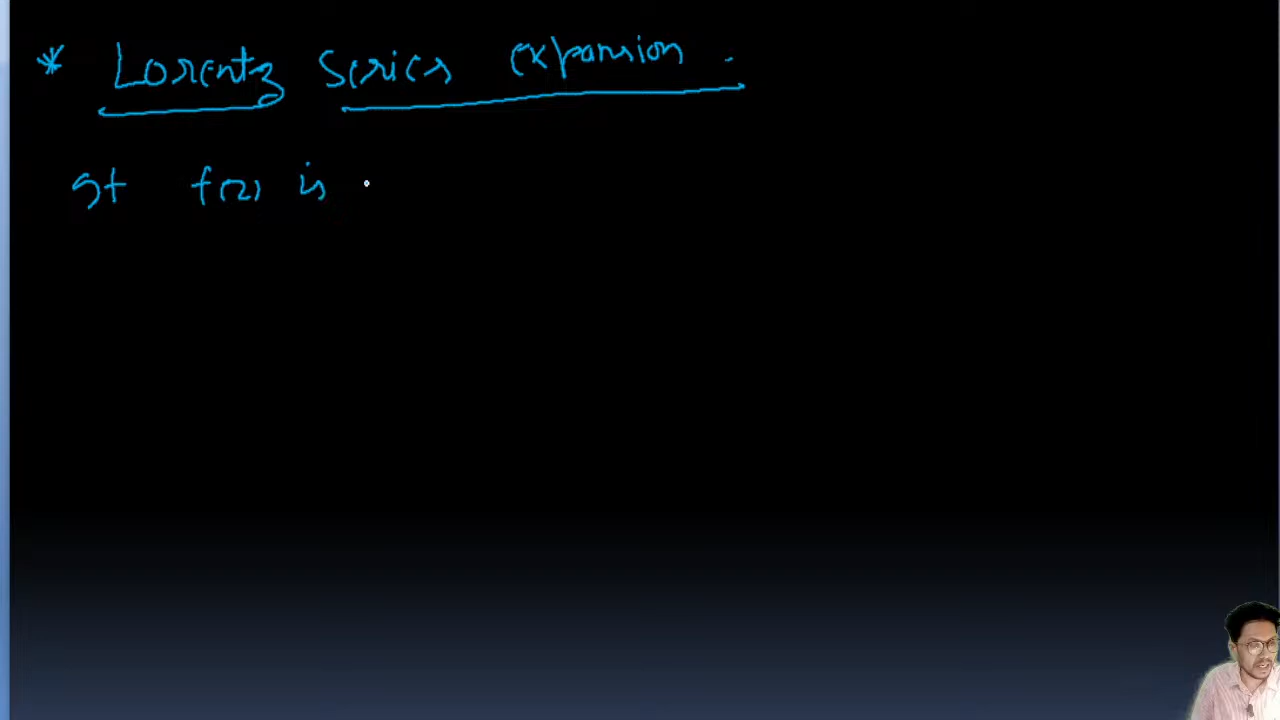 * Lorentz Series expansion .
If f(z) is